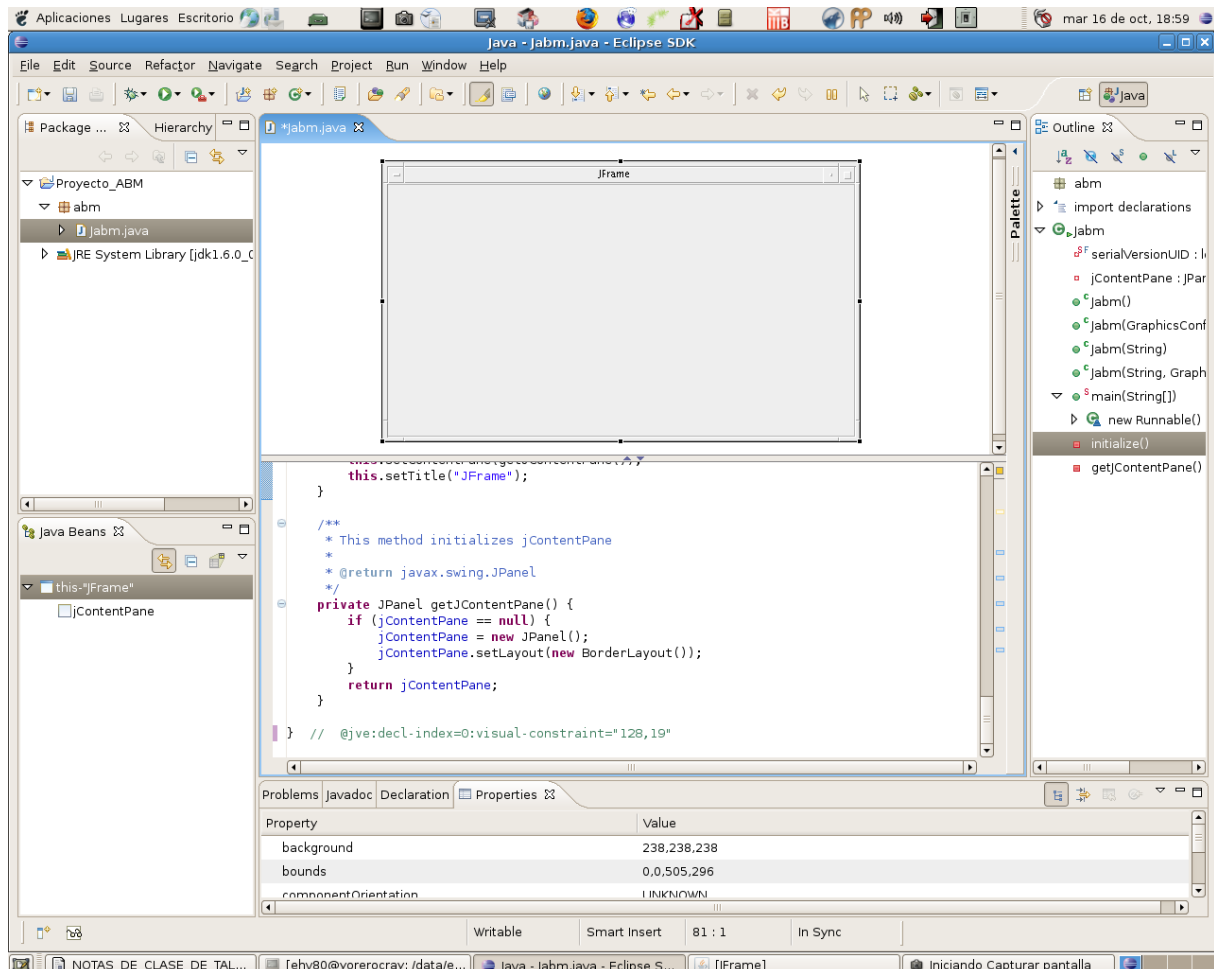 Aplicaciones Lugares Escritorio
mar 16 de oct, 18:59
Java - Jabm.java - Eclipse SDK
File Edit Source Refactor Navigate Search Project Run Window Help
Java
Package ...
Hierarchy
Proyecto_ABM
abm
Jabm.java
JRE System Library [jdk1.6.0_0
Java Beans
this-"JFrame"
jContentPane
*Jabm.java
JFrame
Palette
this.setTitle("JFrame");
}
/**
* This method initializes jContentPane
*
* @return javax.swing.JPanel
*/
private JPanel getJContentPane() {
if (jContentPane == null) {
jContentPane = new JPanel();
jContentPane.setLayout(new BorderLayout());
}
return jContentPane;
}
} // @jve:decl-index=0:visual-constraint="128,19"
Outline
abm
import declarations
Jabm
serialVersionUID : l
jContentPane : JPar
Jabm()
Jabm(GraphicsConf
Jabm(String)
Jabm(String, Graph
main(String[])
new Runnable()
initialize()
getJContentPane()
Problems Javadoc Declaration Properties
Property Value
background 238,238,238
bounds 0,0,505,296
componentOrientation UNKNOWN
Writable Smart Insert 81 : 1 In Sync
NOTAS DE CLASE DE TAL...
Java - Jabm.java - Eclipse S...
[JFrame]
Iniciando Capturar pantalla